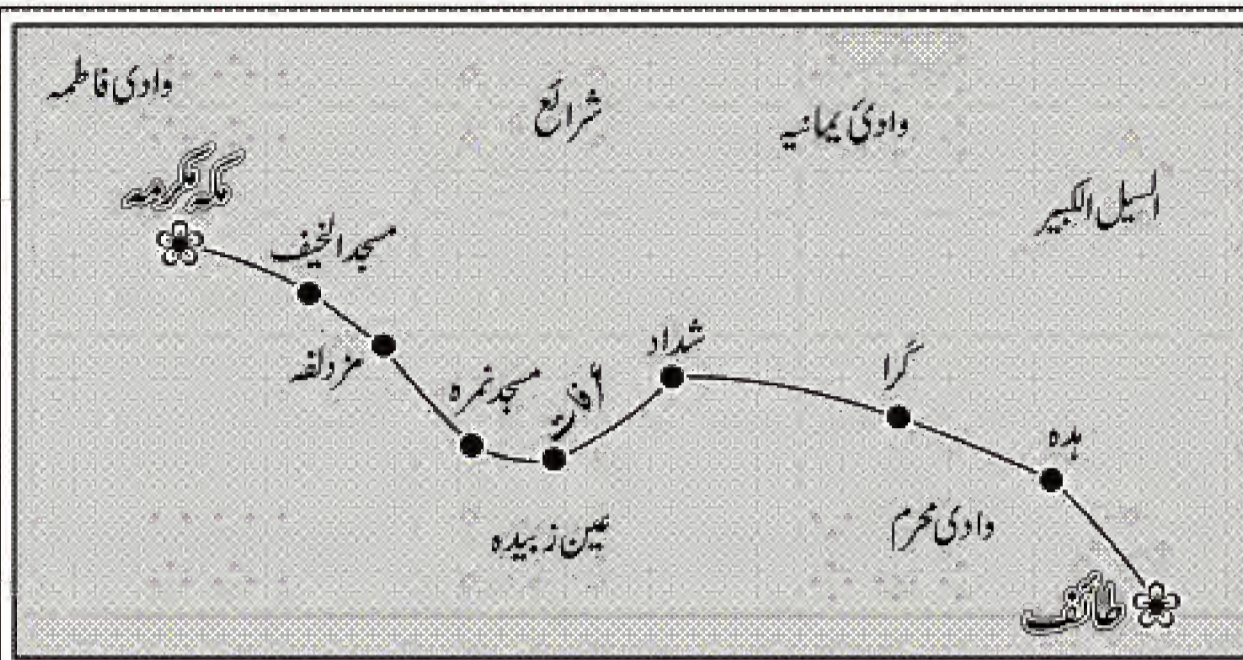 وادی فاطمہ
شرائع
وادیٔ یمانیہ
السیل الکبیر
مکہ مکرمہ
مسجد الخیف
مزدلفہ
مسجد نمرہ
شداد
کرا
ہدہ
عین زبیدہ
وادی محرم
طائف